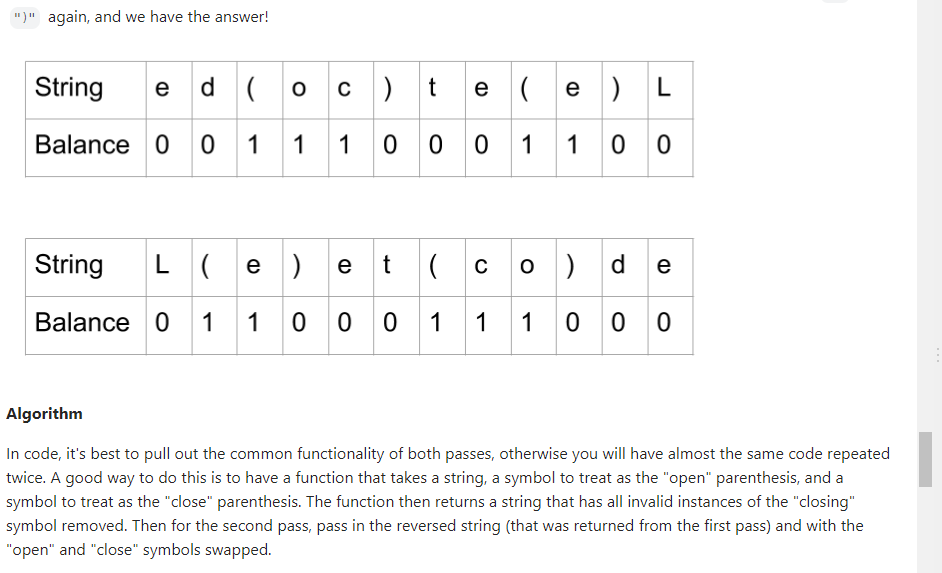 ")" again, and we have the answer!
String e d ( o c ) t e ( e ) L
Balance 0 0 1 1 1 0 0 0 1 1 0 0
String L ( e ) e t ( c o ) d e
Balance 0 1 1 0 0 0 1 1 1 0 0 0
Algorithm
In code, it's best to pull out the common functionality of both passes, otherwise you will have almost the same code repeated
twice. A good way to do this is to have a function that takes a string, a symbol to treat as the "open" parenthesis, and a
symbol to treat as the "close" parenthesis. The function then returns a string that has all invalid instances of the "closing"
symbol removed. Then for the second pass, pass in the reversed string (that was returned from the first pass) and with the
"open" and "close" symbols swapped.